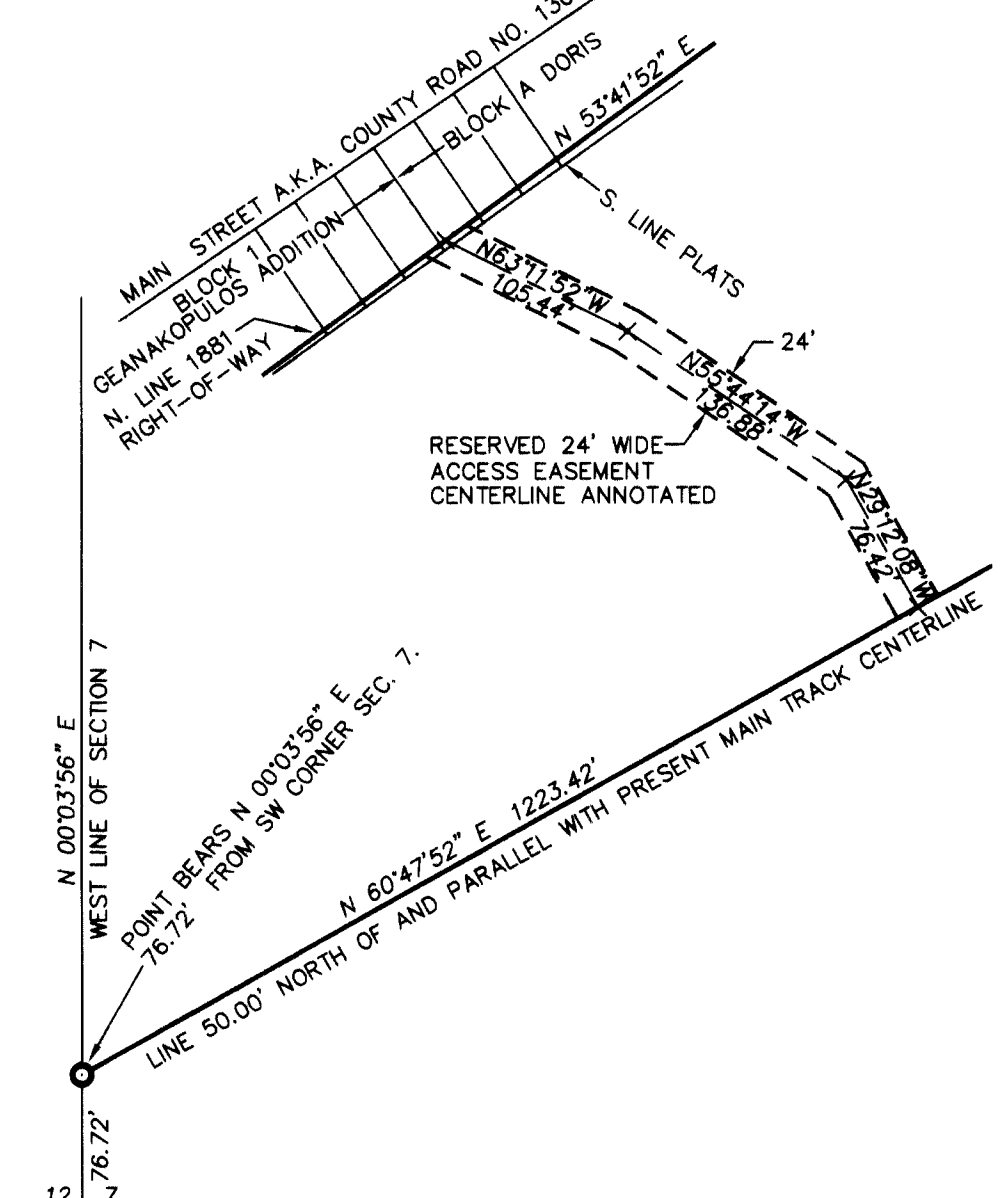 MAIN STREET A.K.A. COUNTY ROAD NO.
BLOCK A DORIS
N 53°41'52" E
BLOCK 1
GEANAKOPULOS ADDITION
N. LINE 1881
RIGHT-OF-WAY
S. LINE PLATS
N63°11'52"W
105.44'
24'
N55°44'14"W
136.88'
RESERVED 24' WIDE
ACCESS EASEMENT
CENTERLINE ANNOTATED
N29°12'08"W
76.42'
N 00°03'56" E
WEST LINE OF SECTION 7
POINT BEARS N 00°03'56" E
76.72' FROM SW CORNER SEC. 7.
N 60°47'52" E 1223.42'
LINE 50.00' NORTH OF AND PARALLEL WITH PRESENT MAIN TRACK CENTERLINE
76.72'
12 7